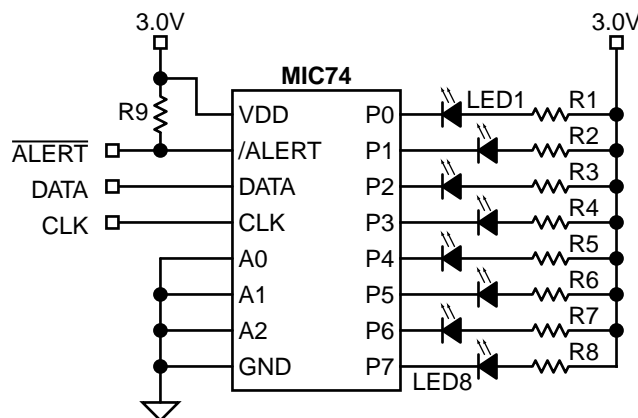 3.0V
3.0V
MIC74
R9
VDD
P0
LED1
R1
ALERT
/ALERT
P1
R2
DATA
DATA
P2
R3
CLK
CLK
P3
R4
A0
P4
R5
A1
P5
R6
A2
P6
R7
GND
P7
LED8
R8